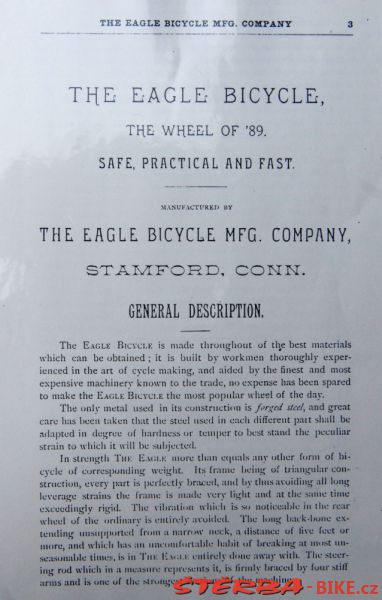 THE EAGLE BICYCLE MFG. COMPANY 3
THE EAGLE BICYCLE,
THE WHEEL OF '89.
SAFE, PRACTICAL AND FAST.
MANUFACTURED BY
THE EAGLE BICYCLE MFG. COMPANY,
STAMFORD, CONN.
GENERAL DESCRIPTION.
The EAGLE BICYCLE is made throughout of the best materials
which can be obtained; it is built by workmen thoroughly exper-
ienced in the art of cycle making, and aided by the finest and most
expensive machinery known to the trade, no expense has been spared
to make the EAGLE BICYCLE the most popular wheel of the day.
The only metal used in its construction is forged steel, and great
care has been taken that the steel used in each different part shall be
adapted in degree of hardness or temper to best stand the peculiar
strain to which it will be subjected.
In strength THE EAGLE more than equals any other form of bi-
cycle of corresponding weight. Its frame being of triangular con-
struction, every part is perfectly braced, and by thus avoiding all long
leverage strains the frame is made very light and at the same time
exceedingly rigid. The vibration which is so noticeable in the rear
wheel of the ordinary is entirely avoided. The long back-bone ex-
tending unsupported from a narrow neck, a distance of five feet or
more, and which has an uncomfortable habit of breaking at most un-
seasonable times, is in THE EAGLE entirely done away with. The steer-
ing rod which in a measure represents it, is firmly braced by four stiff
arms and is one of the strongest
STERBA-BIKE.cz